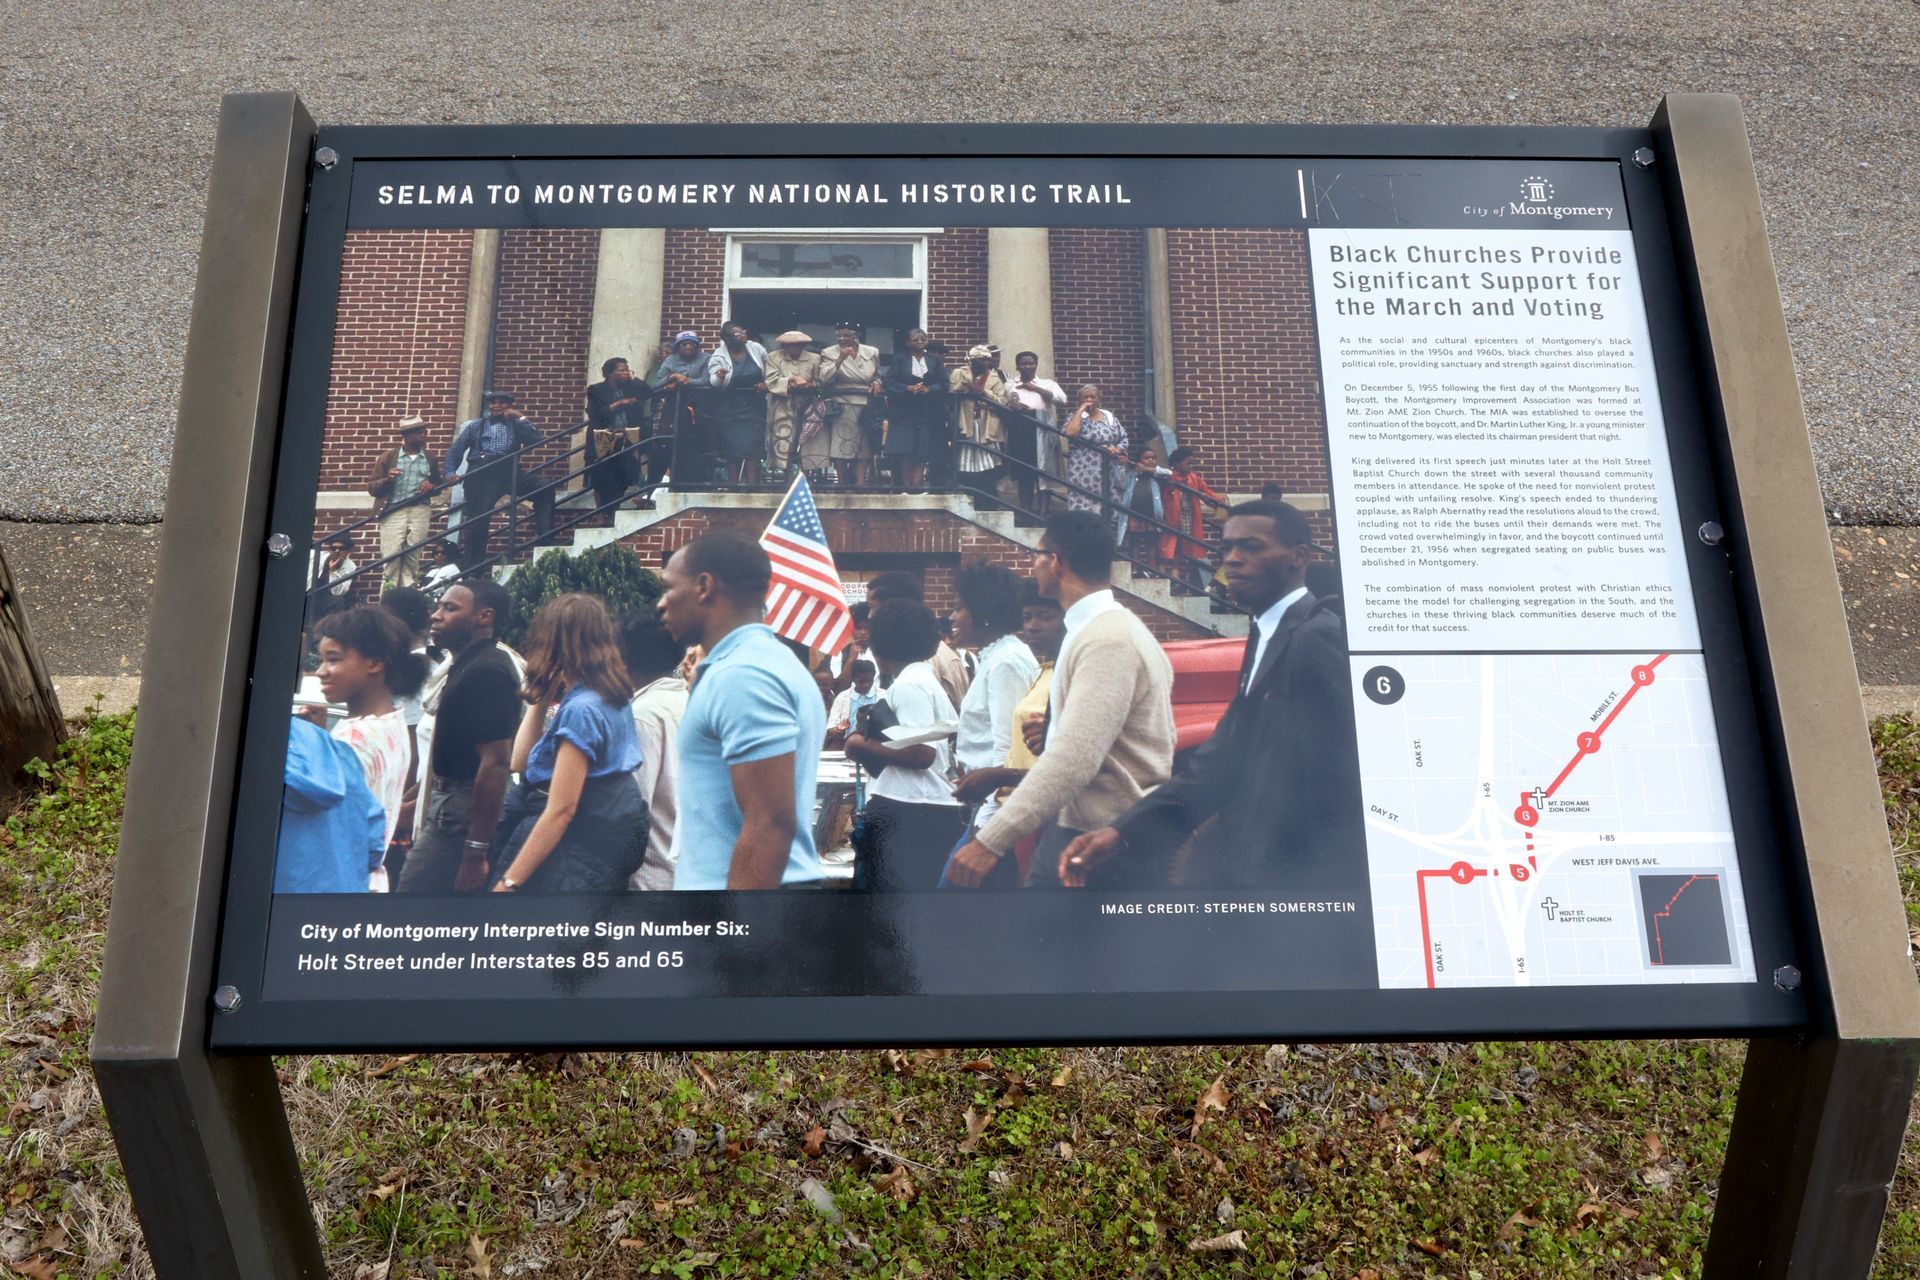 SELMA TO MONTGOMERY NATIONAL HISTORIC TRAIL
City of Montgomery
Black Churches Provide
Significant Support for
the March and Voting
As the social and cultural epicenters of Montgomery's black
communities in the 1950s and 1960s, black churches also played a
political role, providing sanctuary and strength against discrimination.
On December 5, 1955 following the first day of the Montgomery Bus
Boycott, the Montgomery Improvement Association was formed at
Mt. Zion AME Zion Church. The MIA was established to oversee the
continuation of the boycott, and Dr. Martin Luther King, Jr. a young minister
new to Montgomery, was elected its chairman president that night.
King delivered its first speech just minutes later at the Holt Street
Baptist Church down the street with several thousand community
members in attendance. He spoke of the need for nonviolent protest
coupled with unfailing resolve. King's speech ended to thundering
applause, as Ralph Abernathy read the resolutions aloud to the crowd,
including not to ride the buses until their demands were met. The
crowd voted overwhelmingly in favor, and the boycott continued until
December 21, 1956 when segregated seating on public buses was
abolished in Montgomery.
The combination of mass nonviolent protest with Christian ethics
became the model for challenging segregation in the South, and the
churches in these thriving black communities deserve much of the
credit for that success.
6
8
MOBILE ST.
7
OAK ST.
I-65
MT. ZION AME
ZION CHURCH
6
DAY ST.
I-85
WEST JEFF DAVIS AVE.
4
5
HOLT ST.
BAPTIST CHURCH
OAK ST.
I-65
IMAGE CREDIT: STEPHEN SOMERSTEIN
City of Montgomery Interpretive Sign Number Six:
Holt Street under Interstates 85 and 65